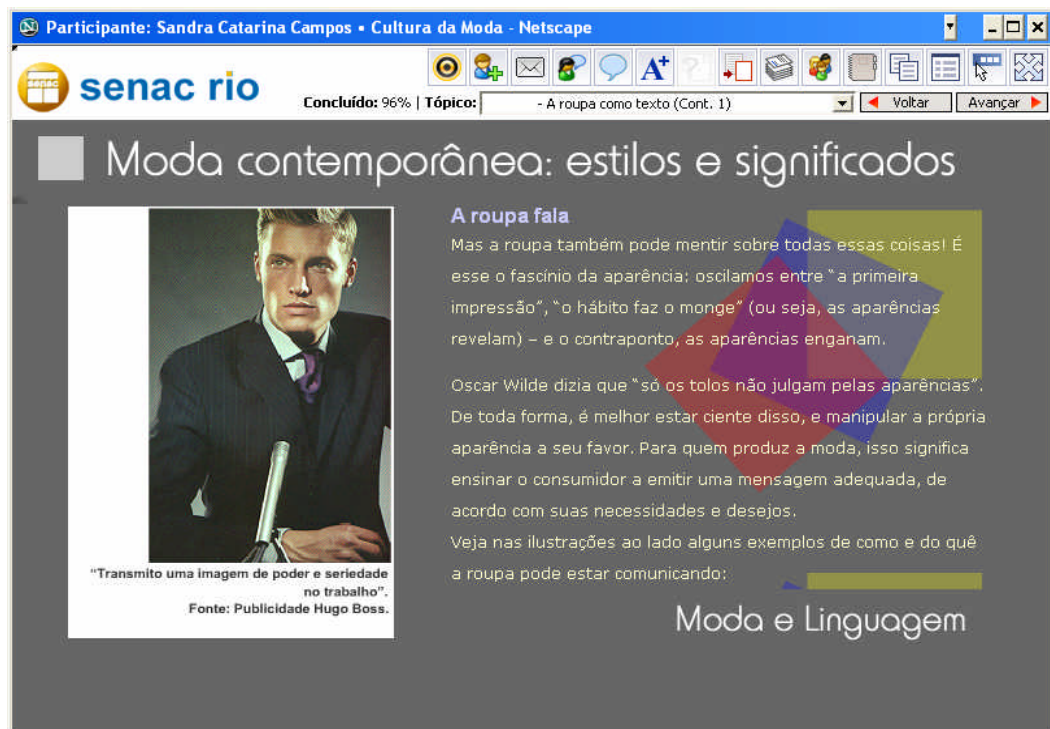 Participante: Sandra Catarina Campos • Cultura da Moda - Netscape
senac rio
Concluído: 96% | Tópico: - A roupa como texto (Cont. 1) Voltar Avançar
Moda contemporânea: estilos e significados
A roupa fala
Mas a roupa também pode mentir sobre todas essas coisas! É
esse o fascínio da aparência: oscilamos entre “a primeira
impressão”, “o hábito faz o monge” (ou seja, as aparências
revelam) – e o contraponto, as aparências enganam.
Oscar Wilde dizia que “só os tolos não julgam pelas aparências”.
De toda forma, é melhor estar ciente disso, e manipular a própria
aparência a seu favor. Para quem produz a moda, isso significa
ensinar o consumidor a emitir uma mensagem adequada, de
acordo com suas necessidades e desejos.
Veja nas ilustrações ao lado alguns exemplos de como e do quê
a roupa pode estar comunicando:
“Transmito uma imagem de poder e seriedade
no trabalho”.
Fonte: Publicidade Hugo Boss.
Moda e Linguagem